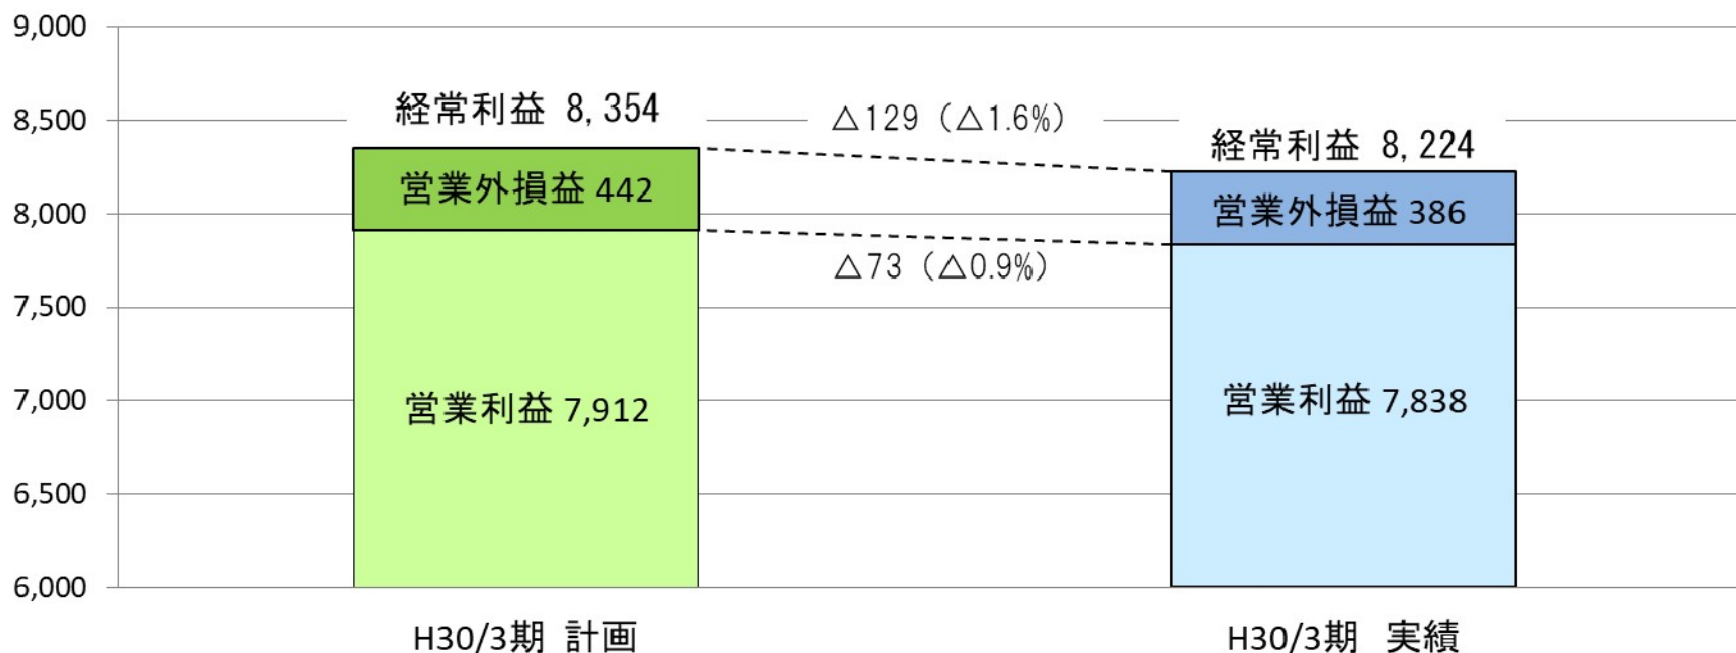 9,000
8,500
8,000
7,500
7,000
6,500
6,000
経常利益 8,354
営業外損益 442
営業利益 7,912
△129（△1.6%）
△73（△0.9%）
経常利益 8,224
営業外損益 386
営業利益 7,838
H30/3期 計画
H30/3期 実績